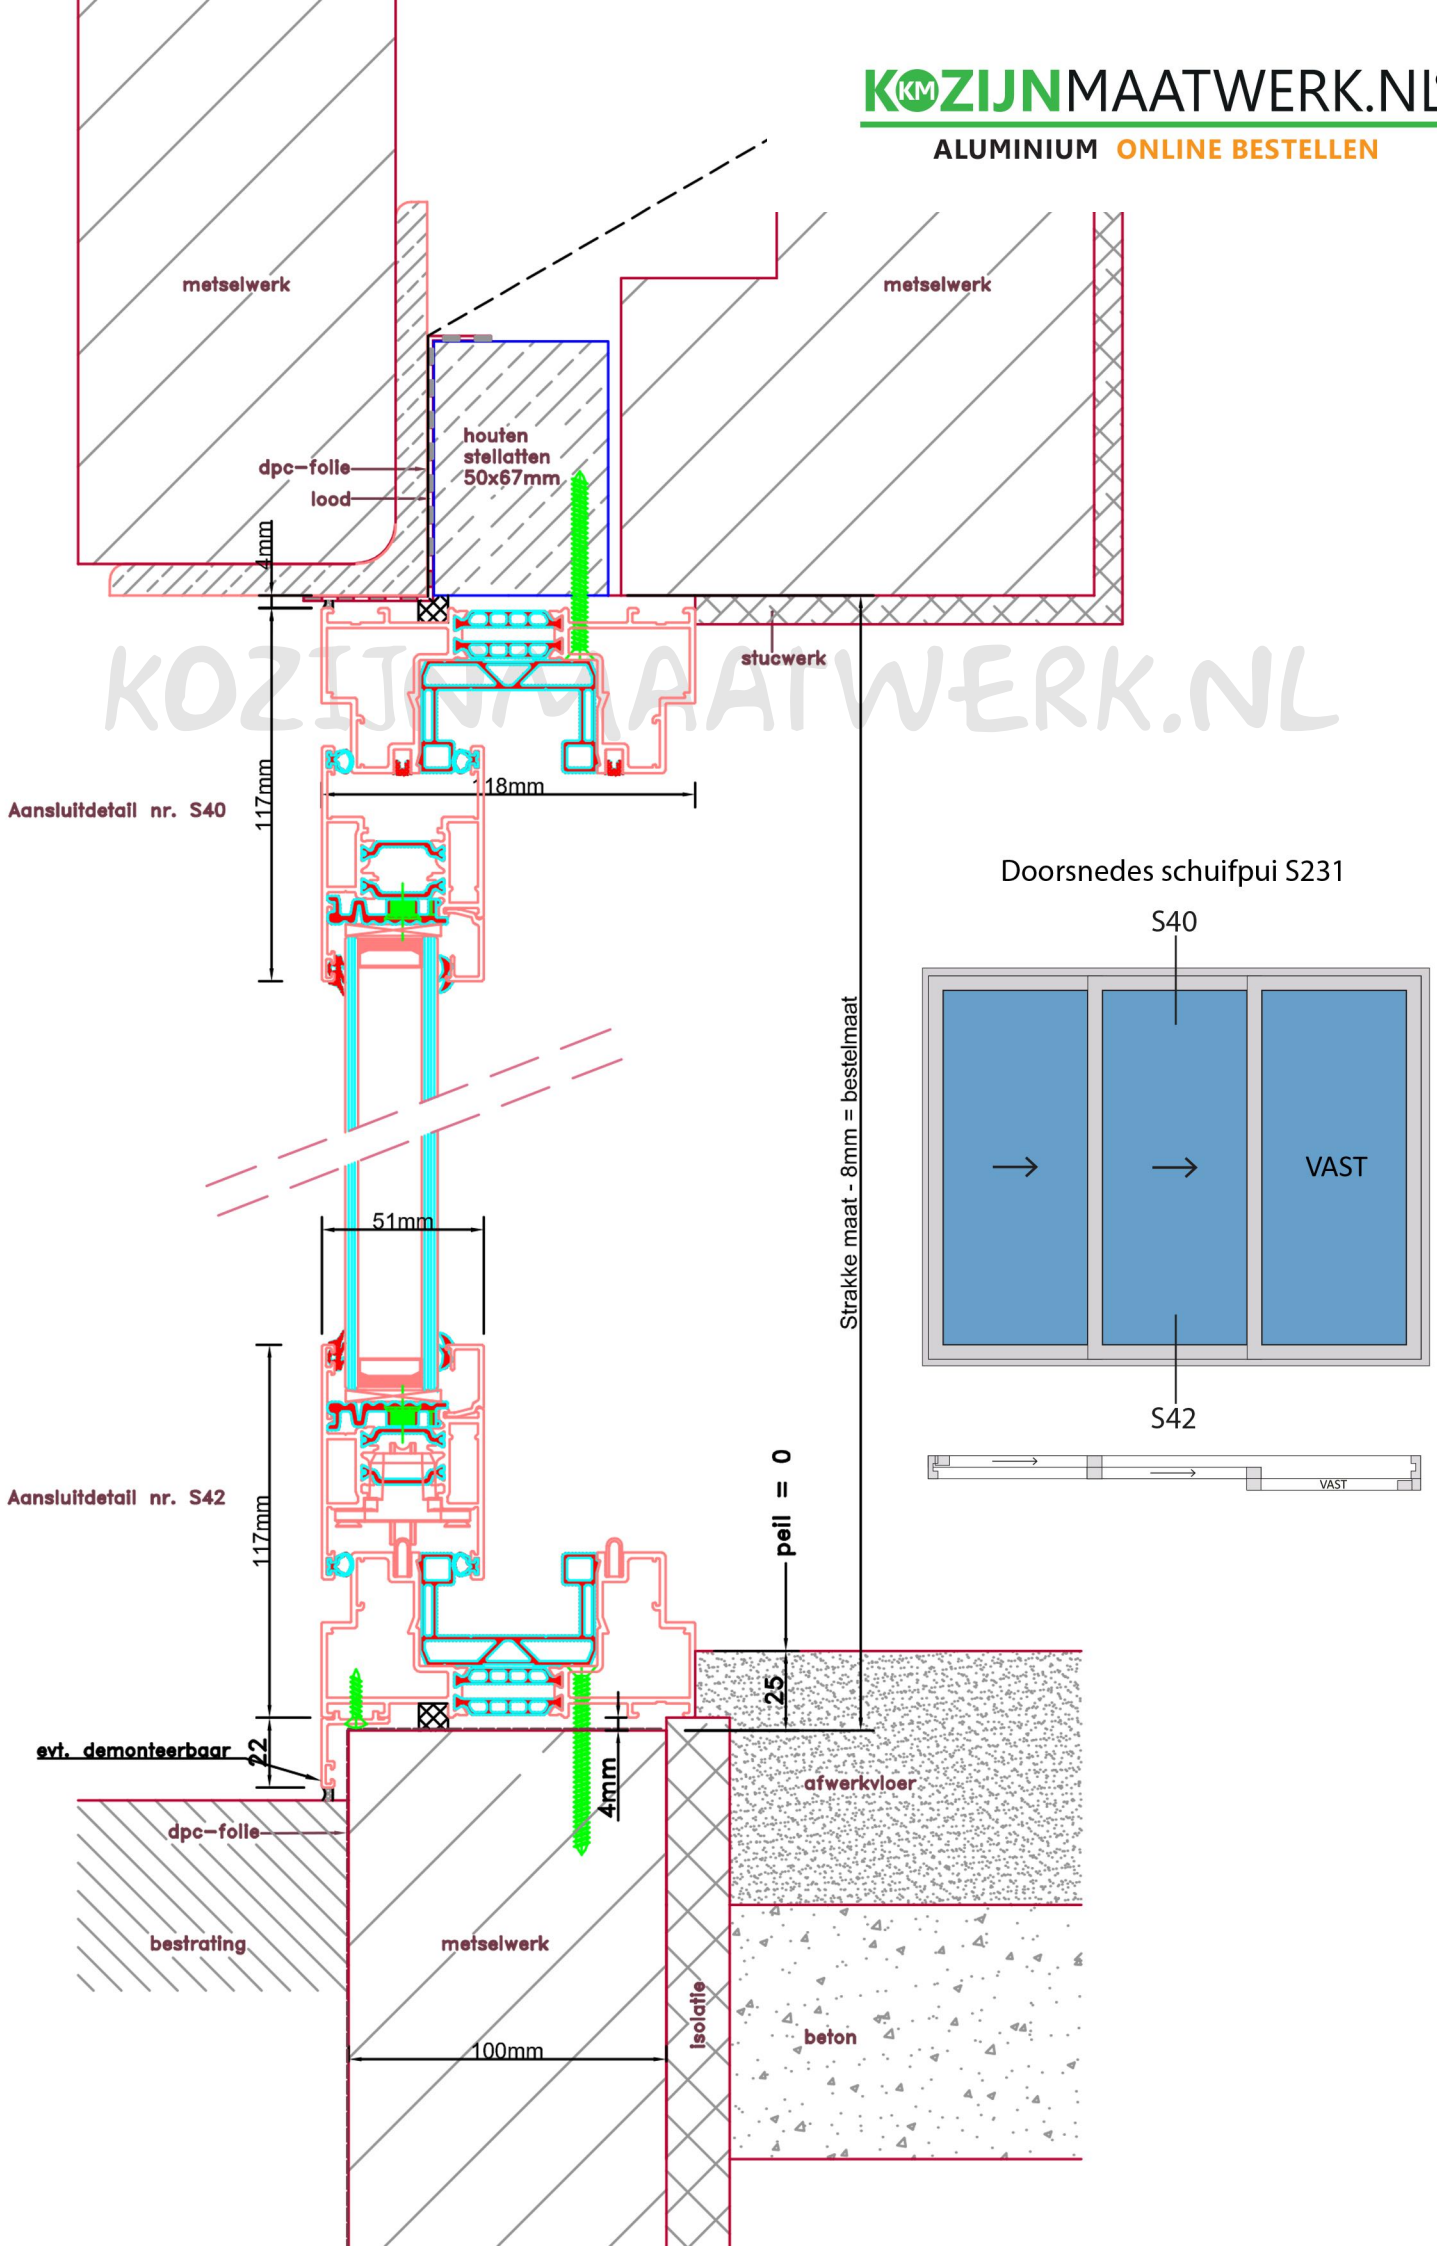 KOZIJNMAATWERK.NL
KM
ALUMINIUM ONLINE BESTELLEN
metselwerk
metselwerk
houten
stellatten
50x67mm
dpc-folie
lood
4mm
stucwerk
KOZIJNMAATWERK.NL
117mm
118mm
Aansluitdetail nr. S40
Doorsnedes schuifpui S231
S40
Strakke maat - 8mm = bestelmaat
VAST
51mm
S42
peil = 0
VAST
Aansluitdetail nr. S42
117mm
25
evt. demonteerbaar
22
4mm
afwerkvloer
dpc-folie
bestrating
metselwerk
isolatie
beton
100mm